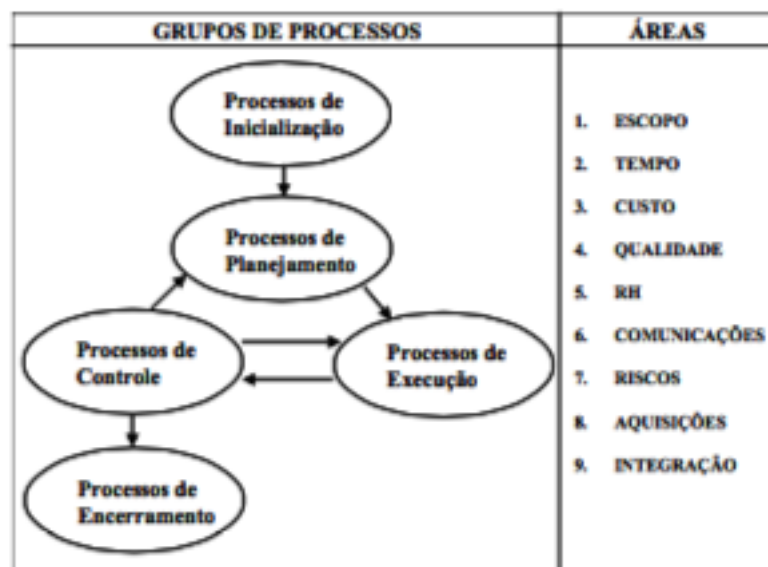 GRUPOS DE PROCESSOS
ÁREAS
Processos de
Inicialização
Processos de
Planejamento
Processos de
Controle
Processos de
Execução
Processos de
Encerramento
1. ESCOPO
2. TEMPO
3. CUSTO
4. QUALIDADE
5. RH
6. COMUNICAÇÕES
7. RISCOS
8. AQUISIÇÕES
9. INTEGRAÇÃO